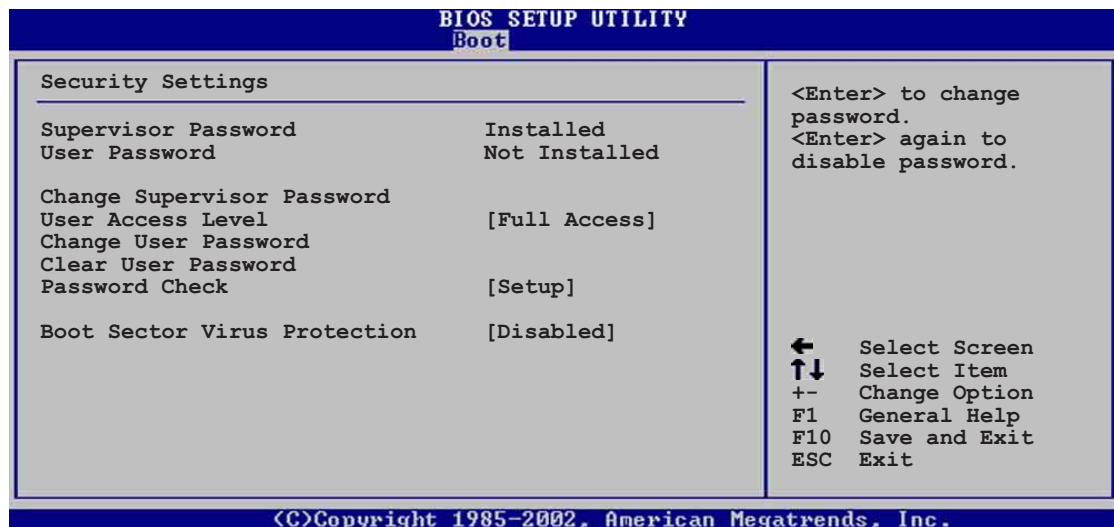 BIOS SETUP UTILITY
Boot
Security Settings
Supervisor Password Installed
User Password Not Installed
Change Supervisor Password
User Access Level [Full Access]
Change User Password
Clear User Password
Password Check [Setup]
Boot Sector Virus Protection [Disabled]
<Enter> to change
password.
<Enter> again to
disable password.
← Select Screen
↑↓ Select Item
+- Change Option
F1 General Help
F10 Save and Exit
ESC Exit
(C)Copyright 1985-2002, American Megatrends, Inc.